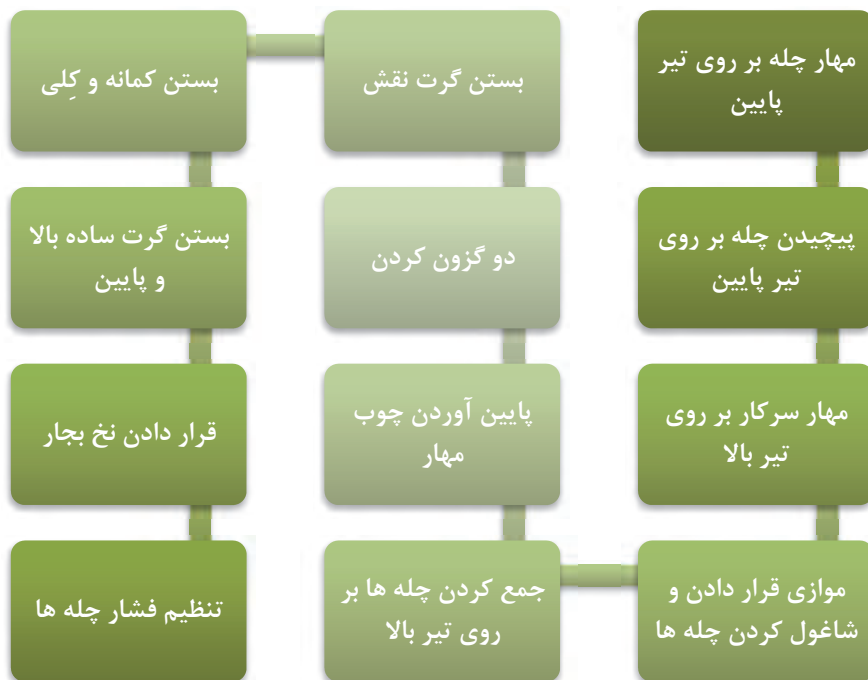 مهار چله بر روی تیر
پایین
پیچیدن چله بر روی
تیر پایین
مهار سرکار بر روی
تیر بالا
موازی قرار دادن و
شاغول کردن چله ها
جمع کردن چله ها بر
روی تیر بالا
پایین آوردن چوب
مهار
دو گزون کردن
بستن گرت نقش
بستن کمانه و کِلی
بستن گرت ساده بالا
و پایین
قرار دادن نخ بجار
تنظیم فشار چله ها